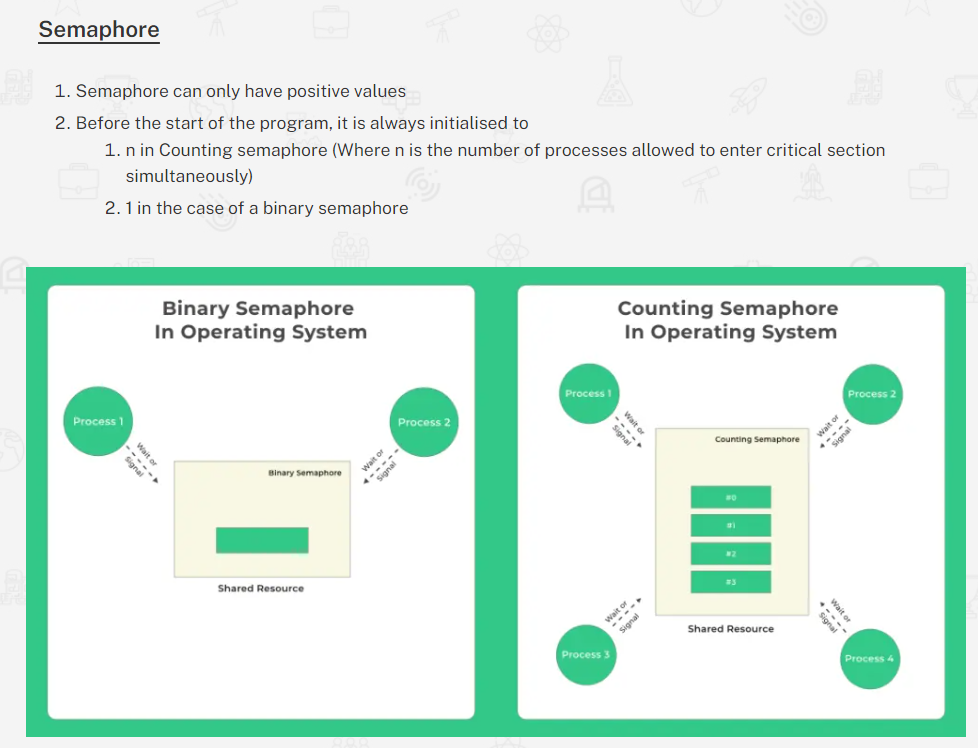 Semaphore
1. Semaphore can only have positive values
2. Before the start of the program, it is always initialised to
1. n in Counting semaphore (Where n is the number of processes allowed to enter critical section
simultaneously)
2. 1 in the case of a binary semaphore
Binary Semaphore
In Operating System
Process 1
Process 2
Wait or
Signal
Wait or
Signal
Binary Semaphore
Shared Resource
Counting Semaphore
In Operating System
Process 1
Process 2
Wait or
Signal
Wait or
Signal
Counting Semaphore
#0
#1
#2
#3
Wait or
Signal
Wait or
Signal
Shared Resource
Process 3
Process 4